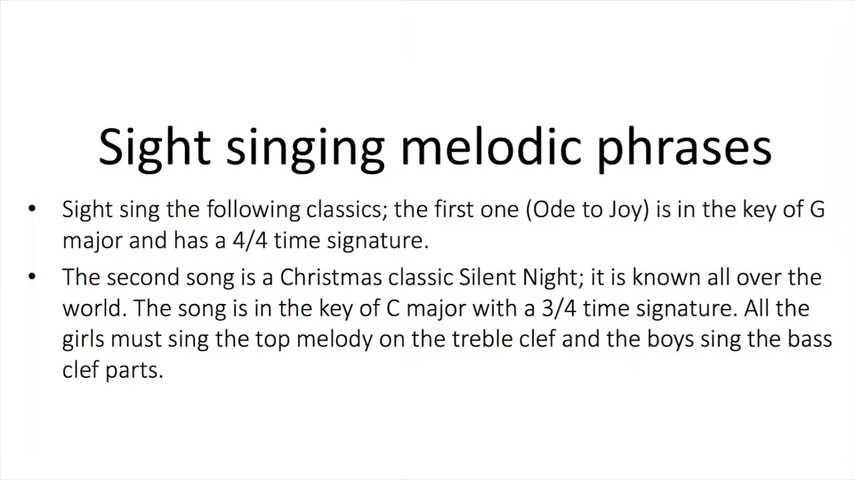 Sight singing melodic phrases
• Sight sing the following classics; the first one (Ode to Joy) is in the key of G
major and has a 4/4 time signature.
• The second song is a Christmas classic Silent Night; it is known all over the
world. The song is in the key of C major with a 3/4 time signature. All the
girls must sing the top melody on the treble clef and the boys sing the bass
clef parts.